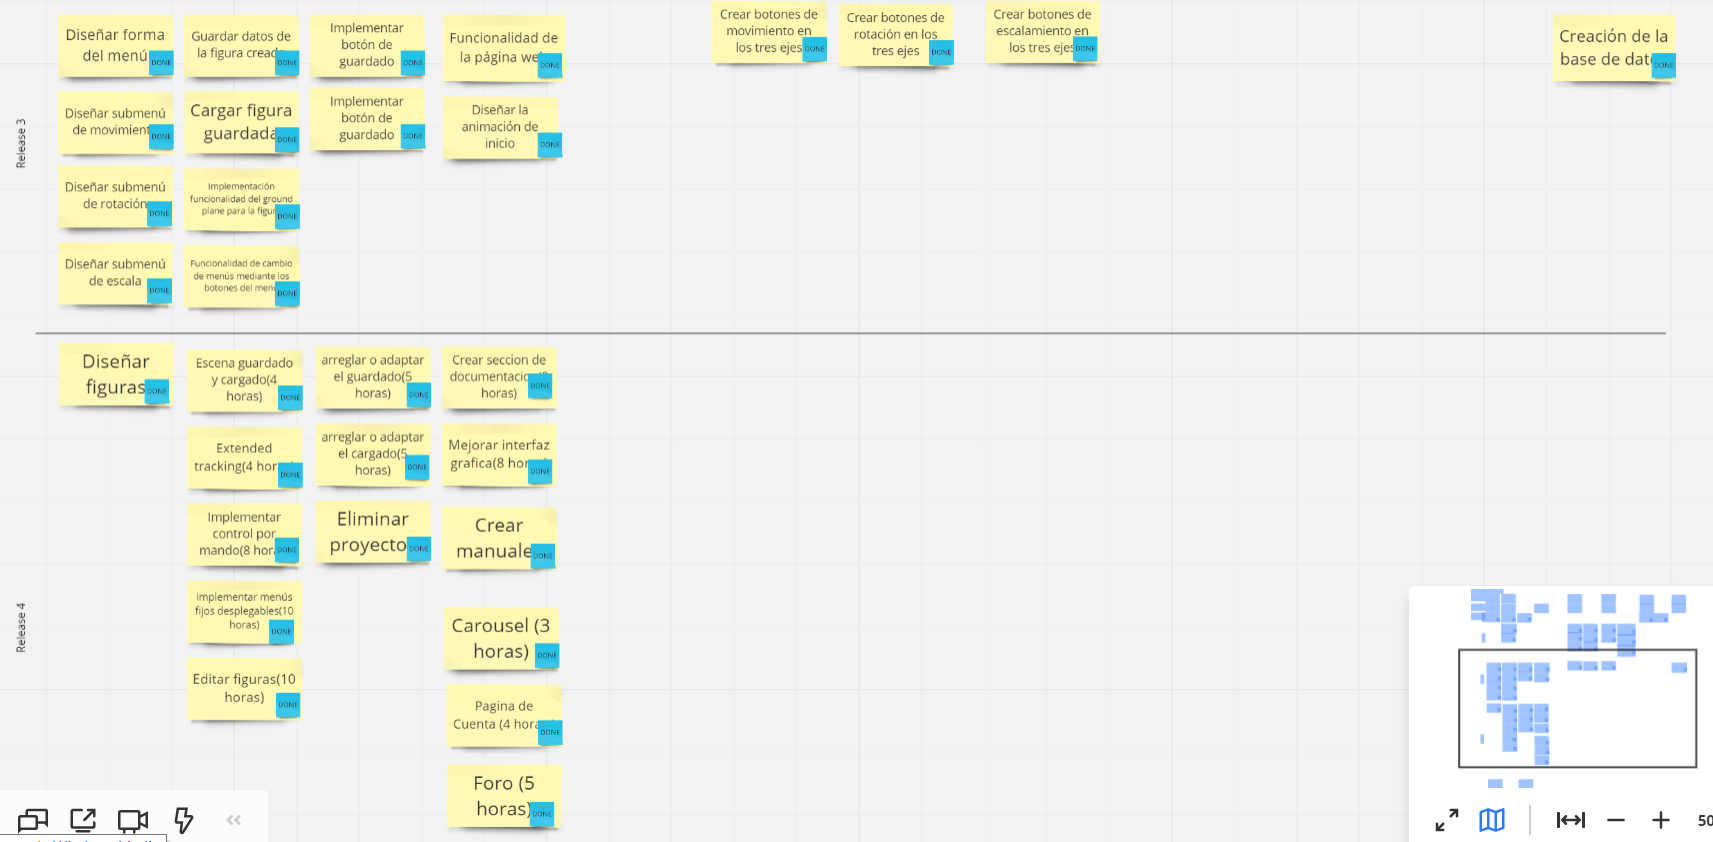 Crear botones de
movimiento en
los tres ejes
DONE
Crear botones de
rotación en los
tres ejes
DONE
Crear botones de
escalamiento en
los tres ejes
DONE
Diseñar forma
del menú
DONE
Guardar datos de
la figura creada
DONE
Implementar
botón de
guardado
DONE
Funcionalidad de
la página we
DONE
Creación de la
base de dat
DONE
Release 3
Diseñar submenú
de movimient
DONE
Cargar figura
guardada
DONE
Implementar
botón de
guardado
DONE
Diseñar la
animación de
inicio
DONE
Diseñar submenú
de rotación
DONE
Implementación
funcionalidad del ground
plane para la figur
DONE
Diseñar submenú
de escala
DONE
Funcionalidad de cambio
de menús mediante los
botones del men
DONE
Diseñar
figuras
DONE
Escena guardado
y cargado(4
horas)
DONE
arreglar o adaptar
el guardado(5
horas)
DONE
Crear seccion de
documentacio
horas)
DONE
Extended
tracking(4 hor
DONE
arreglar o adaptar
el cargado(5
horas)
DONE
Mejorar interfaz
grafica(8 hor
DONE
Implementar
control por
mando(8 hor
DONE
Eliminar
proyecto
DONE
Crear
manuale
DONE
Release 4
implementar menús
fijos desplegables(10
horas)
DONE
Carousel (3
horas)
DONE
Editar figuras(10
horas)
DONE
Pagina de
Cuenta (4 hora
DONE
Foro (5
horas)
DONE
50